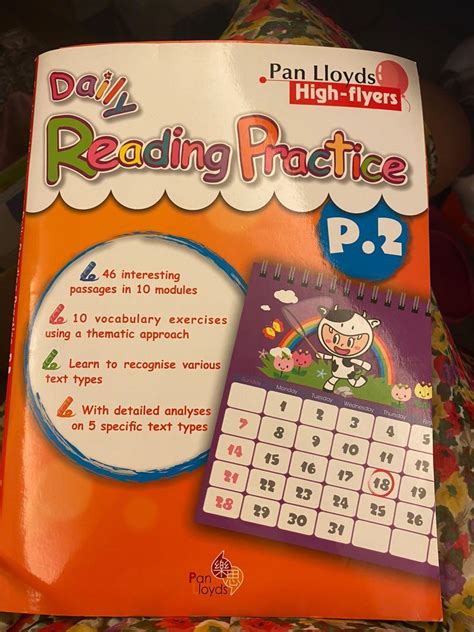 Pan Lloyds
High-flyers
Daily
Reading Practice
P.2
46 interesting
passages in 10 modules
10 vocabulary exercises
using a thematic approach
Learn to recognise various
text types
With detailed analyses
on 5 specific text types
Sunday Monday Tuesday Wednesday Thursday
1 2 3 4
7 8 9 10 11 12
14 15 16 17 18 19
21 22 23 24 25
28 29 30 31
樂思
Pan
Lloyds